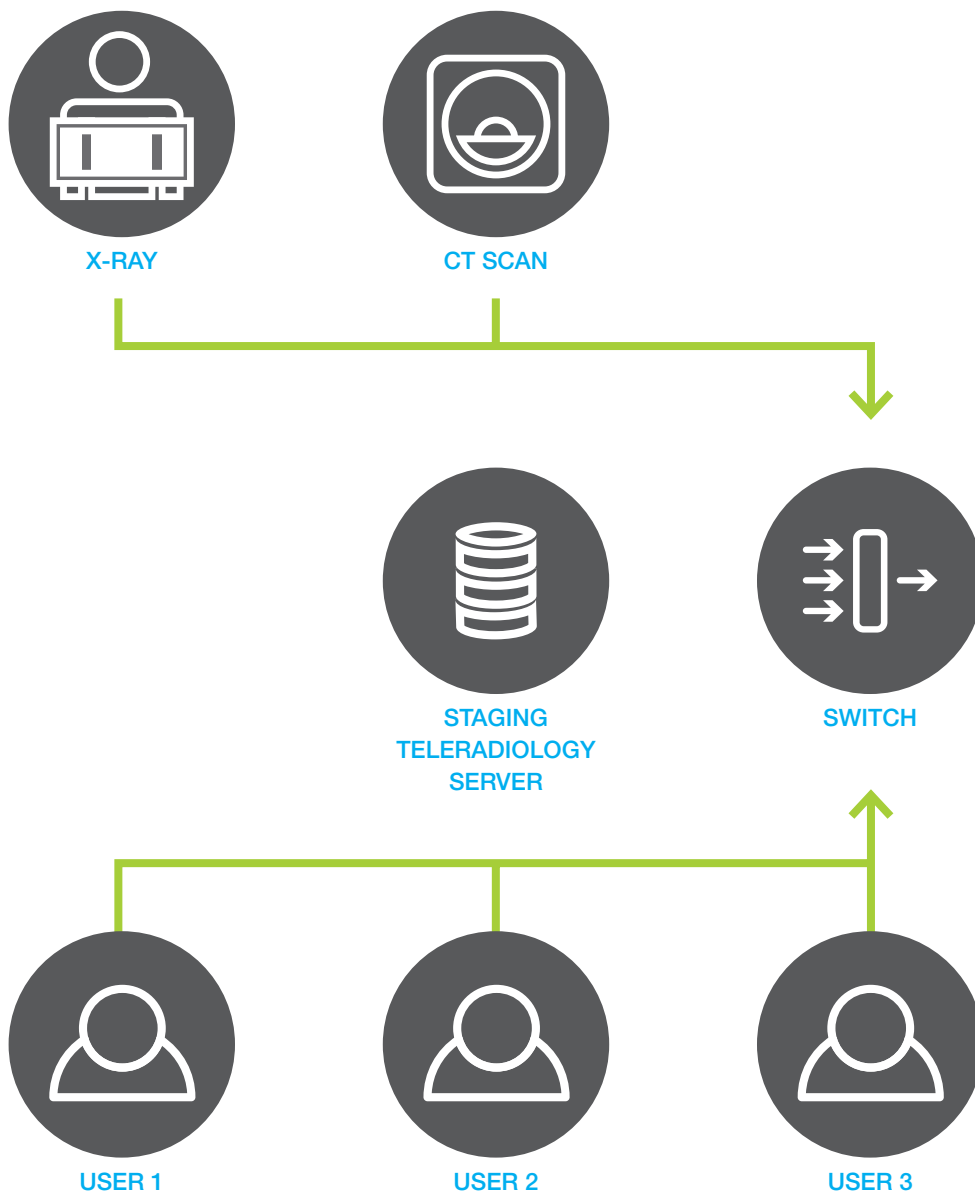 X-RAY
CT SCAN
STAGING
TELERADIOLOGY
SERVER
SWITCH
USER 1
USER 2
USER 3